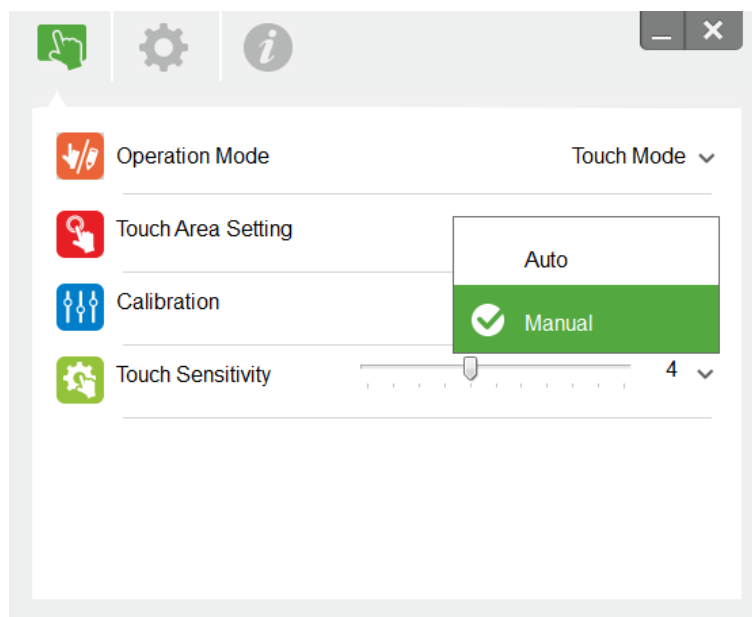 Operation Mode
Touch Mode
Touch Area Setting
Auto
Calibration
Manual
Touch Sensitivity
4